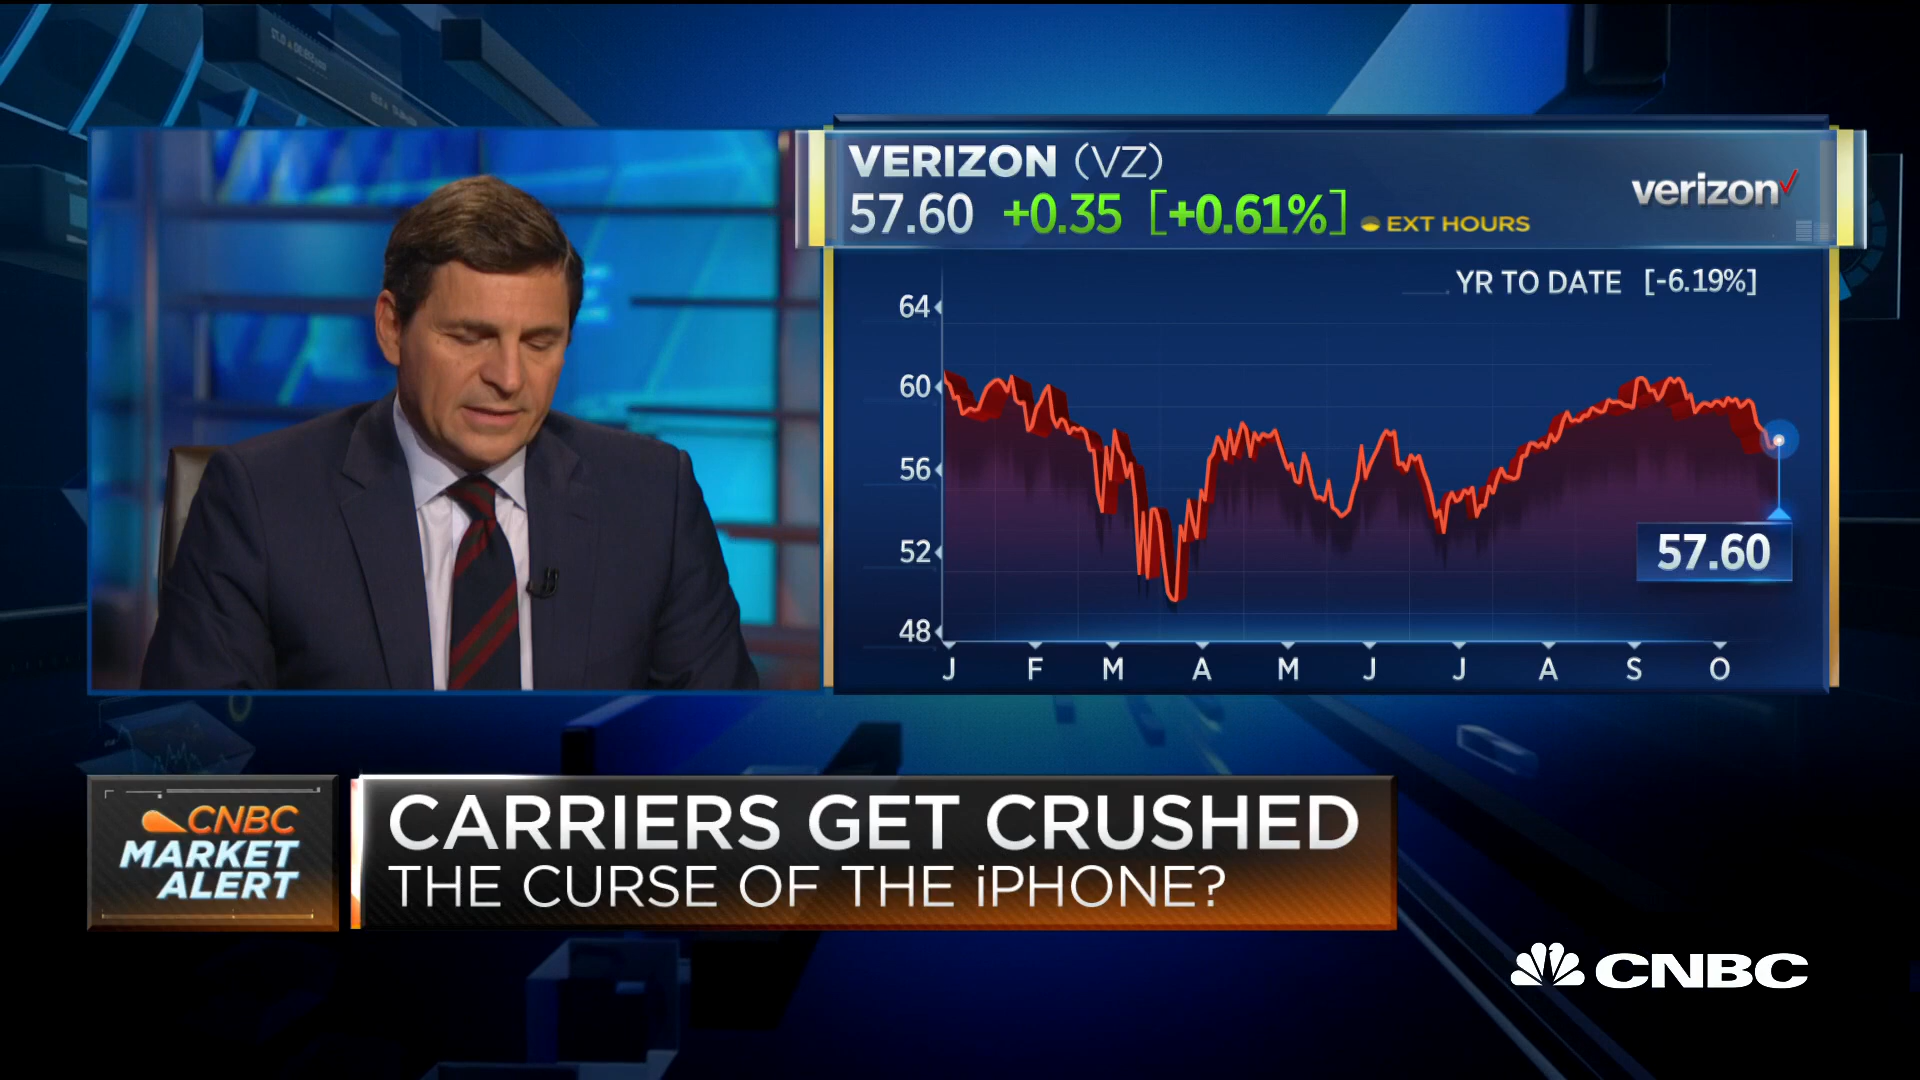 VERIZON (VZ)
57.60 +0.35 [+0.61%] EXT HOURS
verizon
YR TO DATE [-6.19%]
64
60
56
52
48
J F M A M J J A S O
57.60
CNBC
MARKET
ALERT
CARRIERS GET CRUSHED
THE CURSE OF THE iPHONE?
CNBC